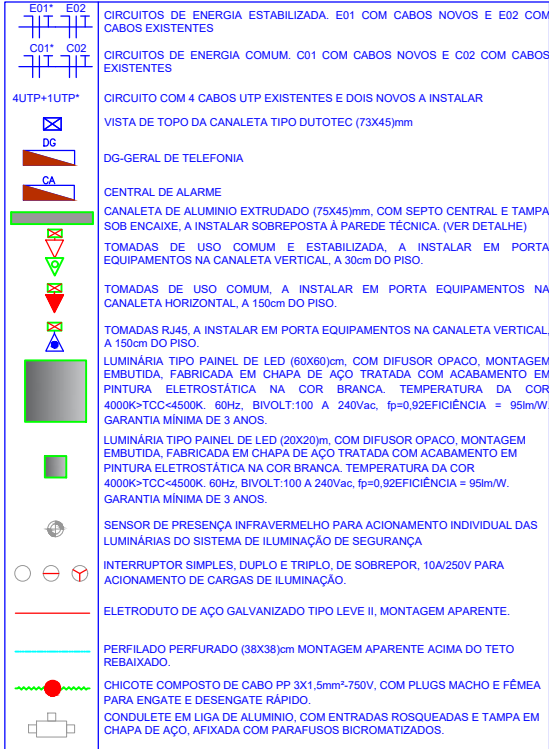 E01* E02
CIRCUITOS DE ENERGIA ESTABILIZADA. E01 COM CABOS NOVOS E E02 COM
CABOS EXISTENTES
C01* C02
CIRCUITOS DE ENERGIA COMUM. C01 COM CABOS NOVOS E C02 COM CABOS
EXISTENTES
4UTP+1UTP*
CIRCUITO COM 4 CABOS UTP EXISTENTES E DOIS NOVOS A INSTALAR
VISTA DE TOPO DA CANALETA TIPO DUTOTEC (73X45)mm
DG
DG-GERAL DE TELEFONIA
CA
CENTRAL DE ALARME
CANALETA DE ALUMINIO EXTRUDADO (75X45)mm, COM SEPTO CENTRAL E TAMPA
SOB ENCAIXE, A INSTALAR SOBREPOSTA À PAREDE TÉCNICA. (VER DETALHE)
TOMADAS DE USO COMUM E ESTABILIZADA, A INSTALAR EM PORTA
EQUIPAMENTOS NA CANALETA VERTICAL, A 30cm DO PISO.
TOMADAS DE USO COMUM, A INSTALAR EM PORTA EQUIPAMENTOS NA
CANALETA HORIZONTAL, A 150cm DO PISO.
TOMADAS RJ45, A INSTALAR EM PORTA EQUIPAMENTOS NA CANALETA VERTICAL,
A 150cm DO PISO.
LUMINÁRIA TIPO PAINEL DE LED (60X60)cm, COM DIFUSOR OPACO, MONTAGEM
EMBUTIDA, FABRICADA EM CHAPA DE AÇO TRATADA COM ACABAMENTO EM
PINTURA ELETROSTÁTICA NA COR BRANCA. TEMPERATURA DA COR
4000K>TCC<4500K. 60Hz, BIVOLT:100 A 240Vac, fp=0,92EFICIÊNCIA = 95lm/W.
GARANTIA MÍNIMA DE 3 ANOS.
LUMINÁRIA TIPO PAINEL DE LED (20X20)m, COM DIFUSOR OPACO, MONTAGEM
EMBUTIDA, FABRICADA EM CHAPA DE AÇO TRATADA COM ACABAMENTO EM
PINTURA ELETROSTÁTICA NA COR BRANCA. TEMPERATURA DA COR
4000K>TCC<4500K. 60Hz, BIVOLT:100 A 240Vac, fp=0,92EFICIÊNCIA = 95lm/W.
GARANTIA MÍNIMA DE 3 ANOS.
SENSOR DE PRESENÇA INFRAVERMELHO PARA ACIONAMENTO INDIVIDUAL DAS
LUMINÁRIAS DO SISTEMA DE ILUMINAÇÃO DE SEGURANÇA
INTERRUPTOR SIMPLES, DUPLO E TRIPLO, DE SOBREPOR, 10A/250V PARA
ACIONAMENTO DE CARGAS DE ILUMINAÇÃO.
ELETRODUTO DE AÇO GALVANIZADO TIPO LEVE II, MONTAGEM APARENTE.
PERFILADO PERFURADO (38X38)cm MONTAGEM APARENTE ACIMA DO TETO
REBAIXADO.
CHICOTE COMPOSTO DE CABO PP 3X1,5mm²-750V, COM PLUGS MACHO E FÊMEA
PARA ENGATE E DESENGATE RÁPIDO.
CONDULETE EM LIGA DE ALUMINIO, COM ENTRADAS ROSQUEADAS E TAMPA EM
CHAPA DE AÇO, AFIXADA COM PARAFUSOS BICROMATIZADOS.